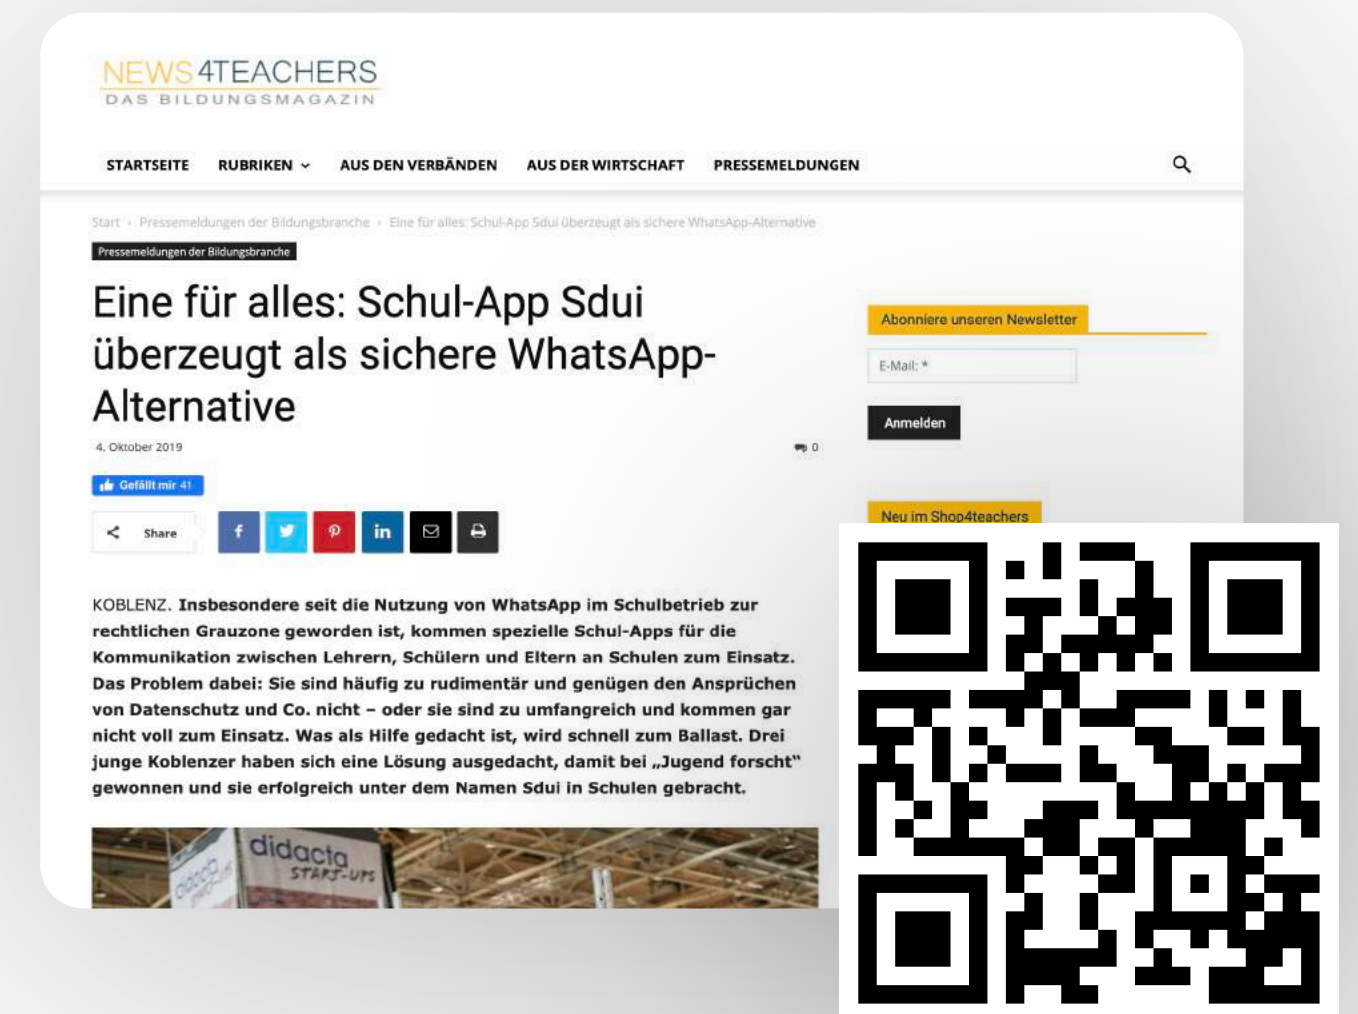 NEWS4TEACHERS
DAS BILDUNGSMAGAZIN
STARTSEITE RUBRIKEN AUS DEN VERBÄNDEN AUS DER WIRTSCHAFT PRESSEMELDUNGEN
Start › Pressemeldungen der Bildungsbranche › Eine für alles: Schul-App Sdui überzeugt als sichere WhatsApp-Alternative
Pressemeldungen der Bildungsbranche
Eine für alles: Schul-App Sdui
überzeugt als sichere WhatsApp-
Alternative
4. Oktober 2019 0
Gefällt mir 41
Share
KOBLENZ. Insbesondere seit die Nutzung von WhatsApp im Schulbetrieb zur
rechtlichen Grauzone geworden ist, kommen spezielle Schul-Apps für die
Kommunikation zwischen Lehrern, Schülern und Eltern an Schulen zum Einsatz.
Das Problem dabei: Sie sind häufig zu rudimentär und genügen den Ansprüchen
von Datenschutz und Co. nicht – oder sie sind zu umfangreich und kommen gar
nicht voll zum Einsatz. Was als Hilfe gedacht ist, wird schnell zum Ballast. Drei
junge Koblenzer haben sich eine Lösung ausgedacht, damit bei „Jugend forscht“
gewonnen und sie erfolgreich unter dem Namen Sdui in Schulen gebracht.
didacta
START-UPS
didacta
START-UPS
Abonniere unseren Newsletter
E-Mail: *
Anmelden
Neu im Shop4teachers